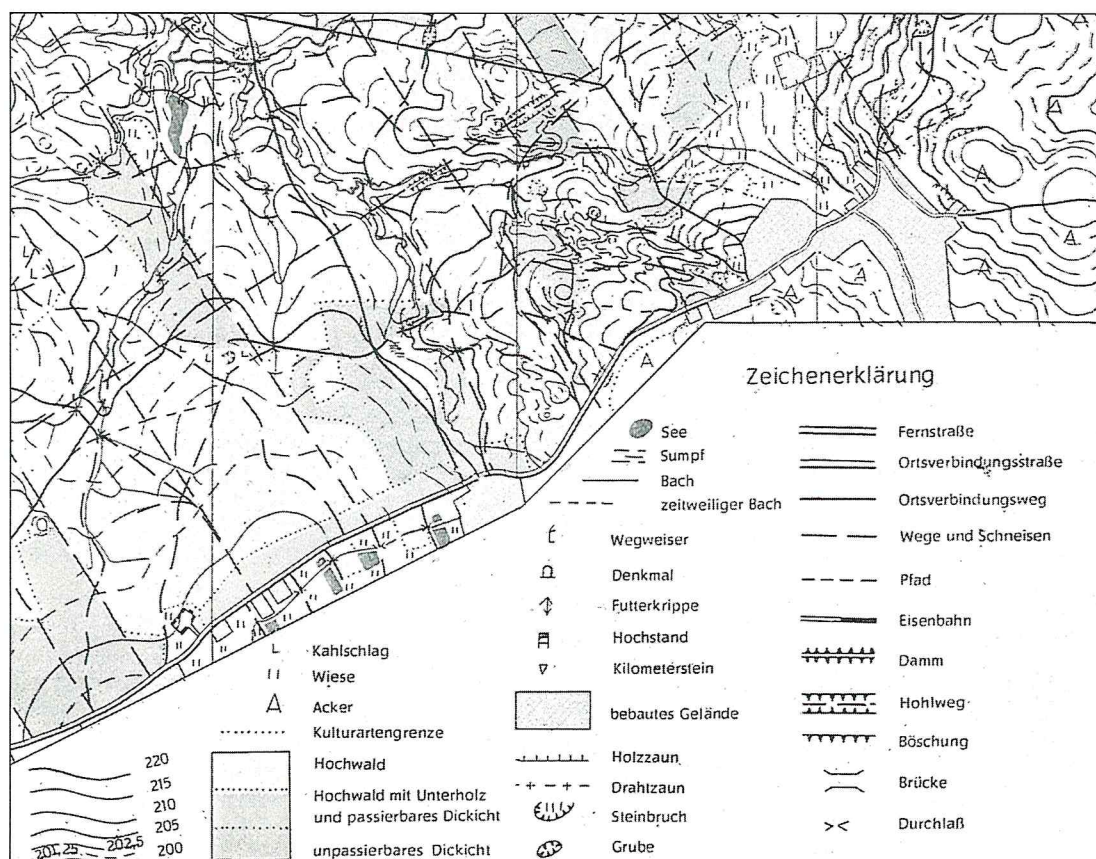 Zeichenerklärung
See
Sumpf
Bach
zeitweiliger Bach
Wegweiser
Denkmal
Futterkrippe
Hochstand
Kilometerstein
bebautes Gelände
Holzzaun
Drahtzaun
Steinbruch
Grube
Fernstraße
Ortsverbindungsstraße
Ortsverbindungsweg
Wege und Schneisen
Pfad
Eisenbahn
Damm
Hohlweg
Böschung
Brücke
Durchlaß
Kahlschlag
Wiese
Acker
Kulturartengrenze
Hochwald
Hochwald mit Unterholz
und passierbares Dickicht
unpassierbares Dickicht
220
215
210
205
201,25 202,5 200